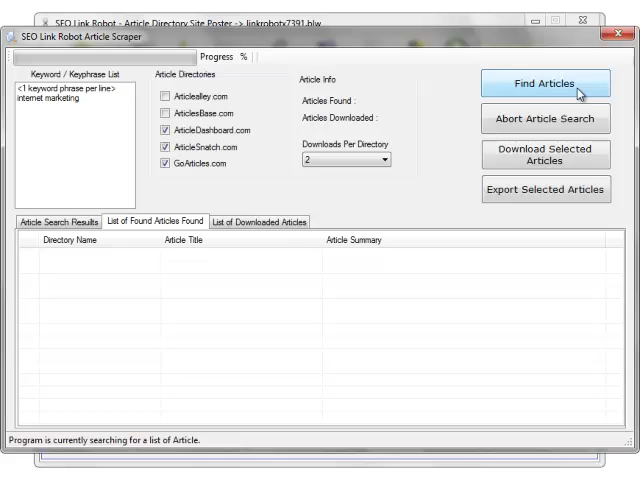 SEO Link Robot - Article Directory Site Poster -> linkrobotx7391.blw
SEO Link Robot Article Scraper
Progress %
Keyword / Keyphrase List
<1 keyword phrase per line>
internet marketing
Article Directories
Articlealley.com
ArticlesBase.com
ArticleDashboard.com
ArticleSnatch.com
GoArticles.com
Article Info
Articles Found :
Articles Downloaded :
Downloads Per Directory
2
Find Articles
Abort Article Search
Download Selected
Articles
Export Selected Articles
Article Search Results
List of Found Articles Found
List of Downloaded Articles
Directory Name
Article Title
Article Summary
Program is currently searching for a list of Article.